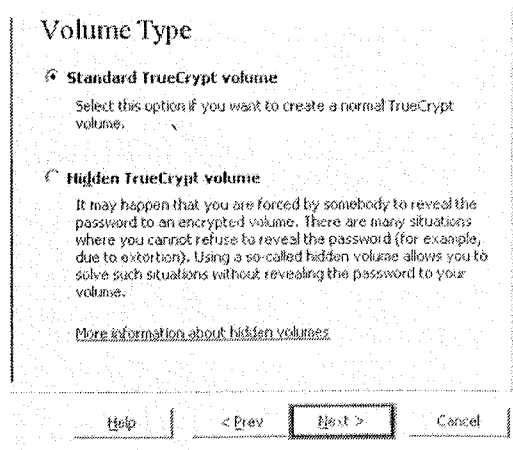 Volume Type
Standard TrueCrypt volume
Select this option if you want to create a normal TrueCrypt
volume.
Hidden TrueCrypt volume
It may happen that you are forced by somebody to reveal the
password to an encrypted volume. There are many situations
where you cannot refuse to reveal the password (for example,
due to extortion). Using a so-called hidden volume allows you to
solve such situations without revealing the password to your
volume.
More information about hidden volumes
Help
< Prev
Next >
Cancel